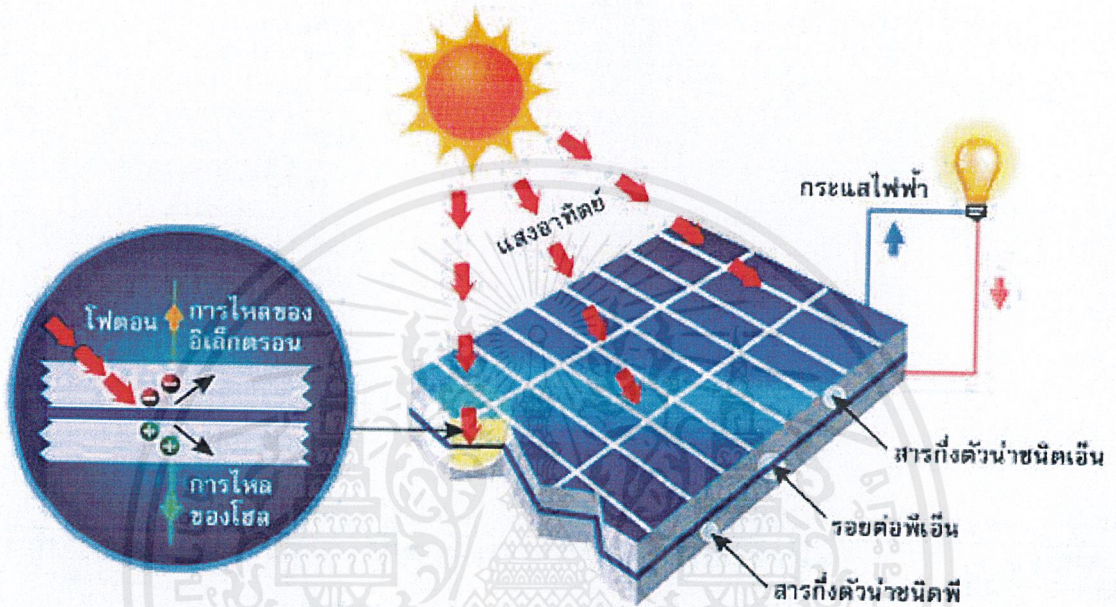 กระแสไฟฟ้า
แสงอาทิตย์
โฟตอน
การไหลของ
อิเล็กตรอน
การไหล
ของโฮล
สารกึ่งตัวนำชนิดเอ็น
รอยต่อพีเอ็น
สารกึ่งตัวนำชนิดพี